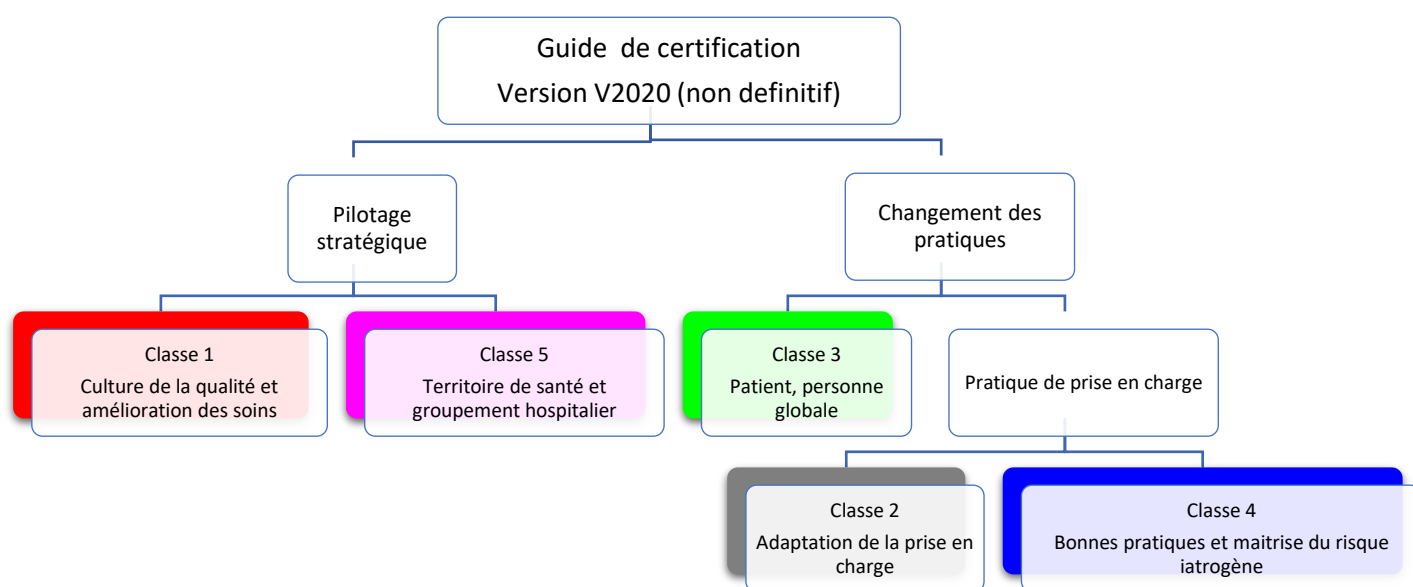 Guide de certification
Version V2020 (non definitif)
Pilotage
stratégique
Changement des
pratiques
Classe 1
Culture de la qualité et
amélioration des soins
Classe 5
Territoire de santé et
groupement hospitalier
Classe 3
Patient, personne
globale
Pratique de prise en charge
Classe 2
Adaptation de la prise en
charge
Classe 4
Bonnes pratiques et maitrise du risque
iatrogène